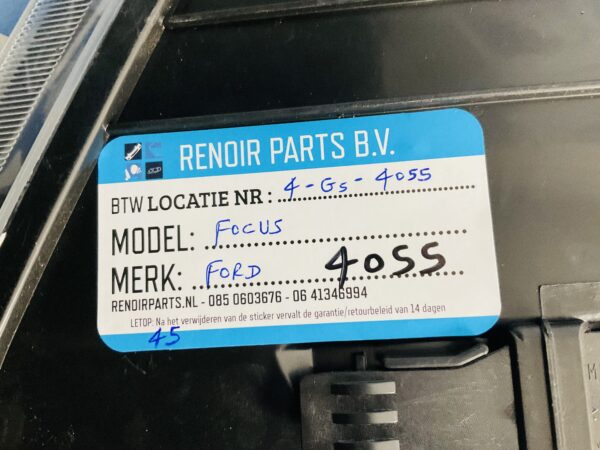 RENOIR PARTS B.V.
BTW LOCATIE NR : 4-GS-4055
MODEL: FOCUS
MERK: FORD 4055
RENOIRPARTS.NL - 085 0603676 - 06 41346994
LETOP: Na het verwijderen van de sticker vervalt de garantie/retourbeleid van 14 dagen
45